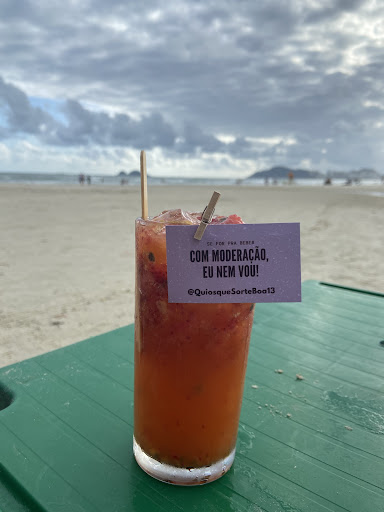 SE FOR PRA BEBER
COM MODERAÇÃO,
EU NEM VOU!
@QuiosqueSorteBoa13